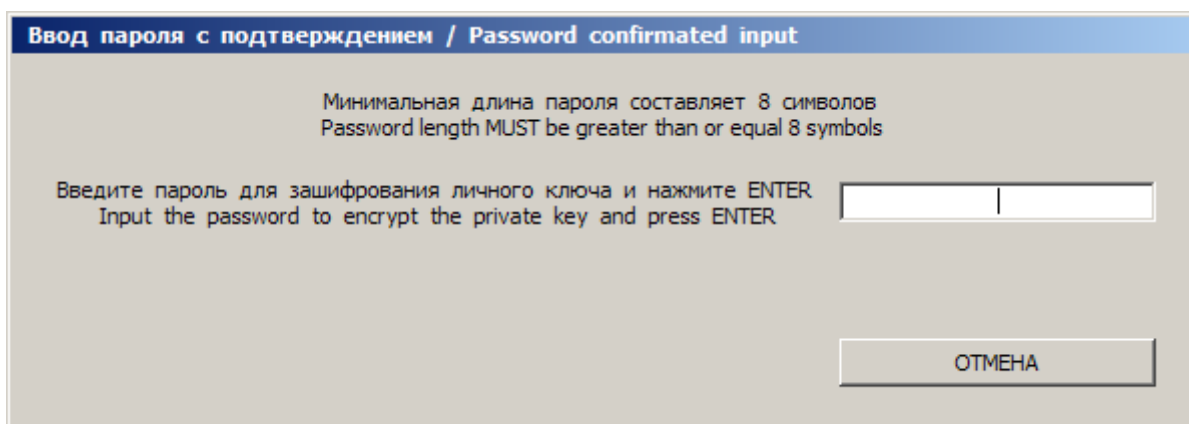 Ввод пароля с подтверждением / Password confirmated input
Минимальная длина пароля составляет 8 символов
Password length MUST be greater than or equal 8 symbols
Введите пароль для зашифрования личного ключа и нажмите ENTER
Input the password to encrypt the private key and press ENTER
ОТМЕНА